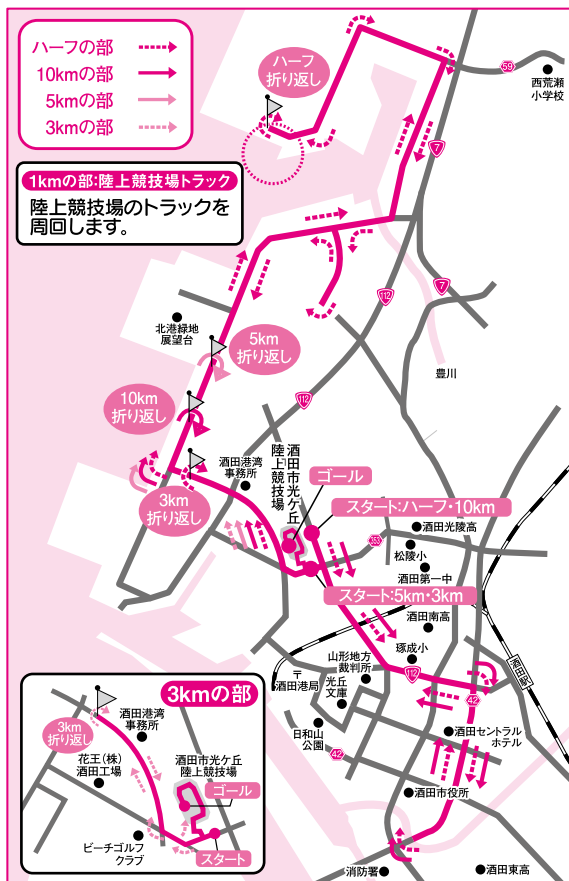 ハーフの部
10kmの部
5kmの部
3kmの部
1kmの部:陸上競技場トラック
陸上競技場のトラックを
周回します。
ハーフ
折り返し
59
西荒瀬
小学校
7
7
112
北港緑地
展望台
5km
折り返し
豊川
10km
折り返し
112
酒田港湾
事務所
酒田市光ケ丘
陸上競技場
ゴール
3km
折り返し
スタート:ハーフ・10km
353
酒田光陵高
松陵小
酒田第一中
スタート:5km・3km
酒田南高
琢成小
山形地方
裁判所
112
酒田駅
〒
酒田港局
光丘
文庫
42
日和山
公園
42
酒田セントラル
ホテル
酒田市役所
消防署
酒田東高
3kmの部
3km
折り返し
酒田港湾
事務所
花王(株)
酒田工場
酒田市光ケ丘
陸上競技場
ゴール
ビーチゴルフ
クラブ
スタート